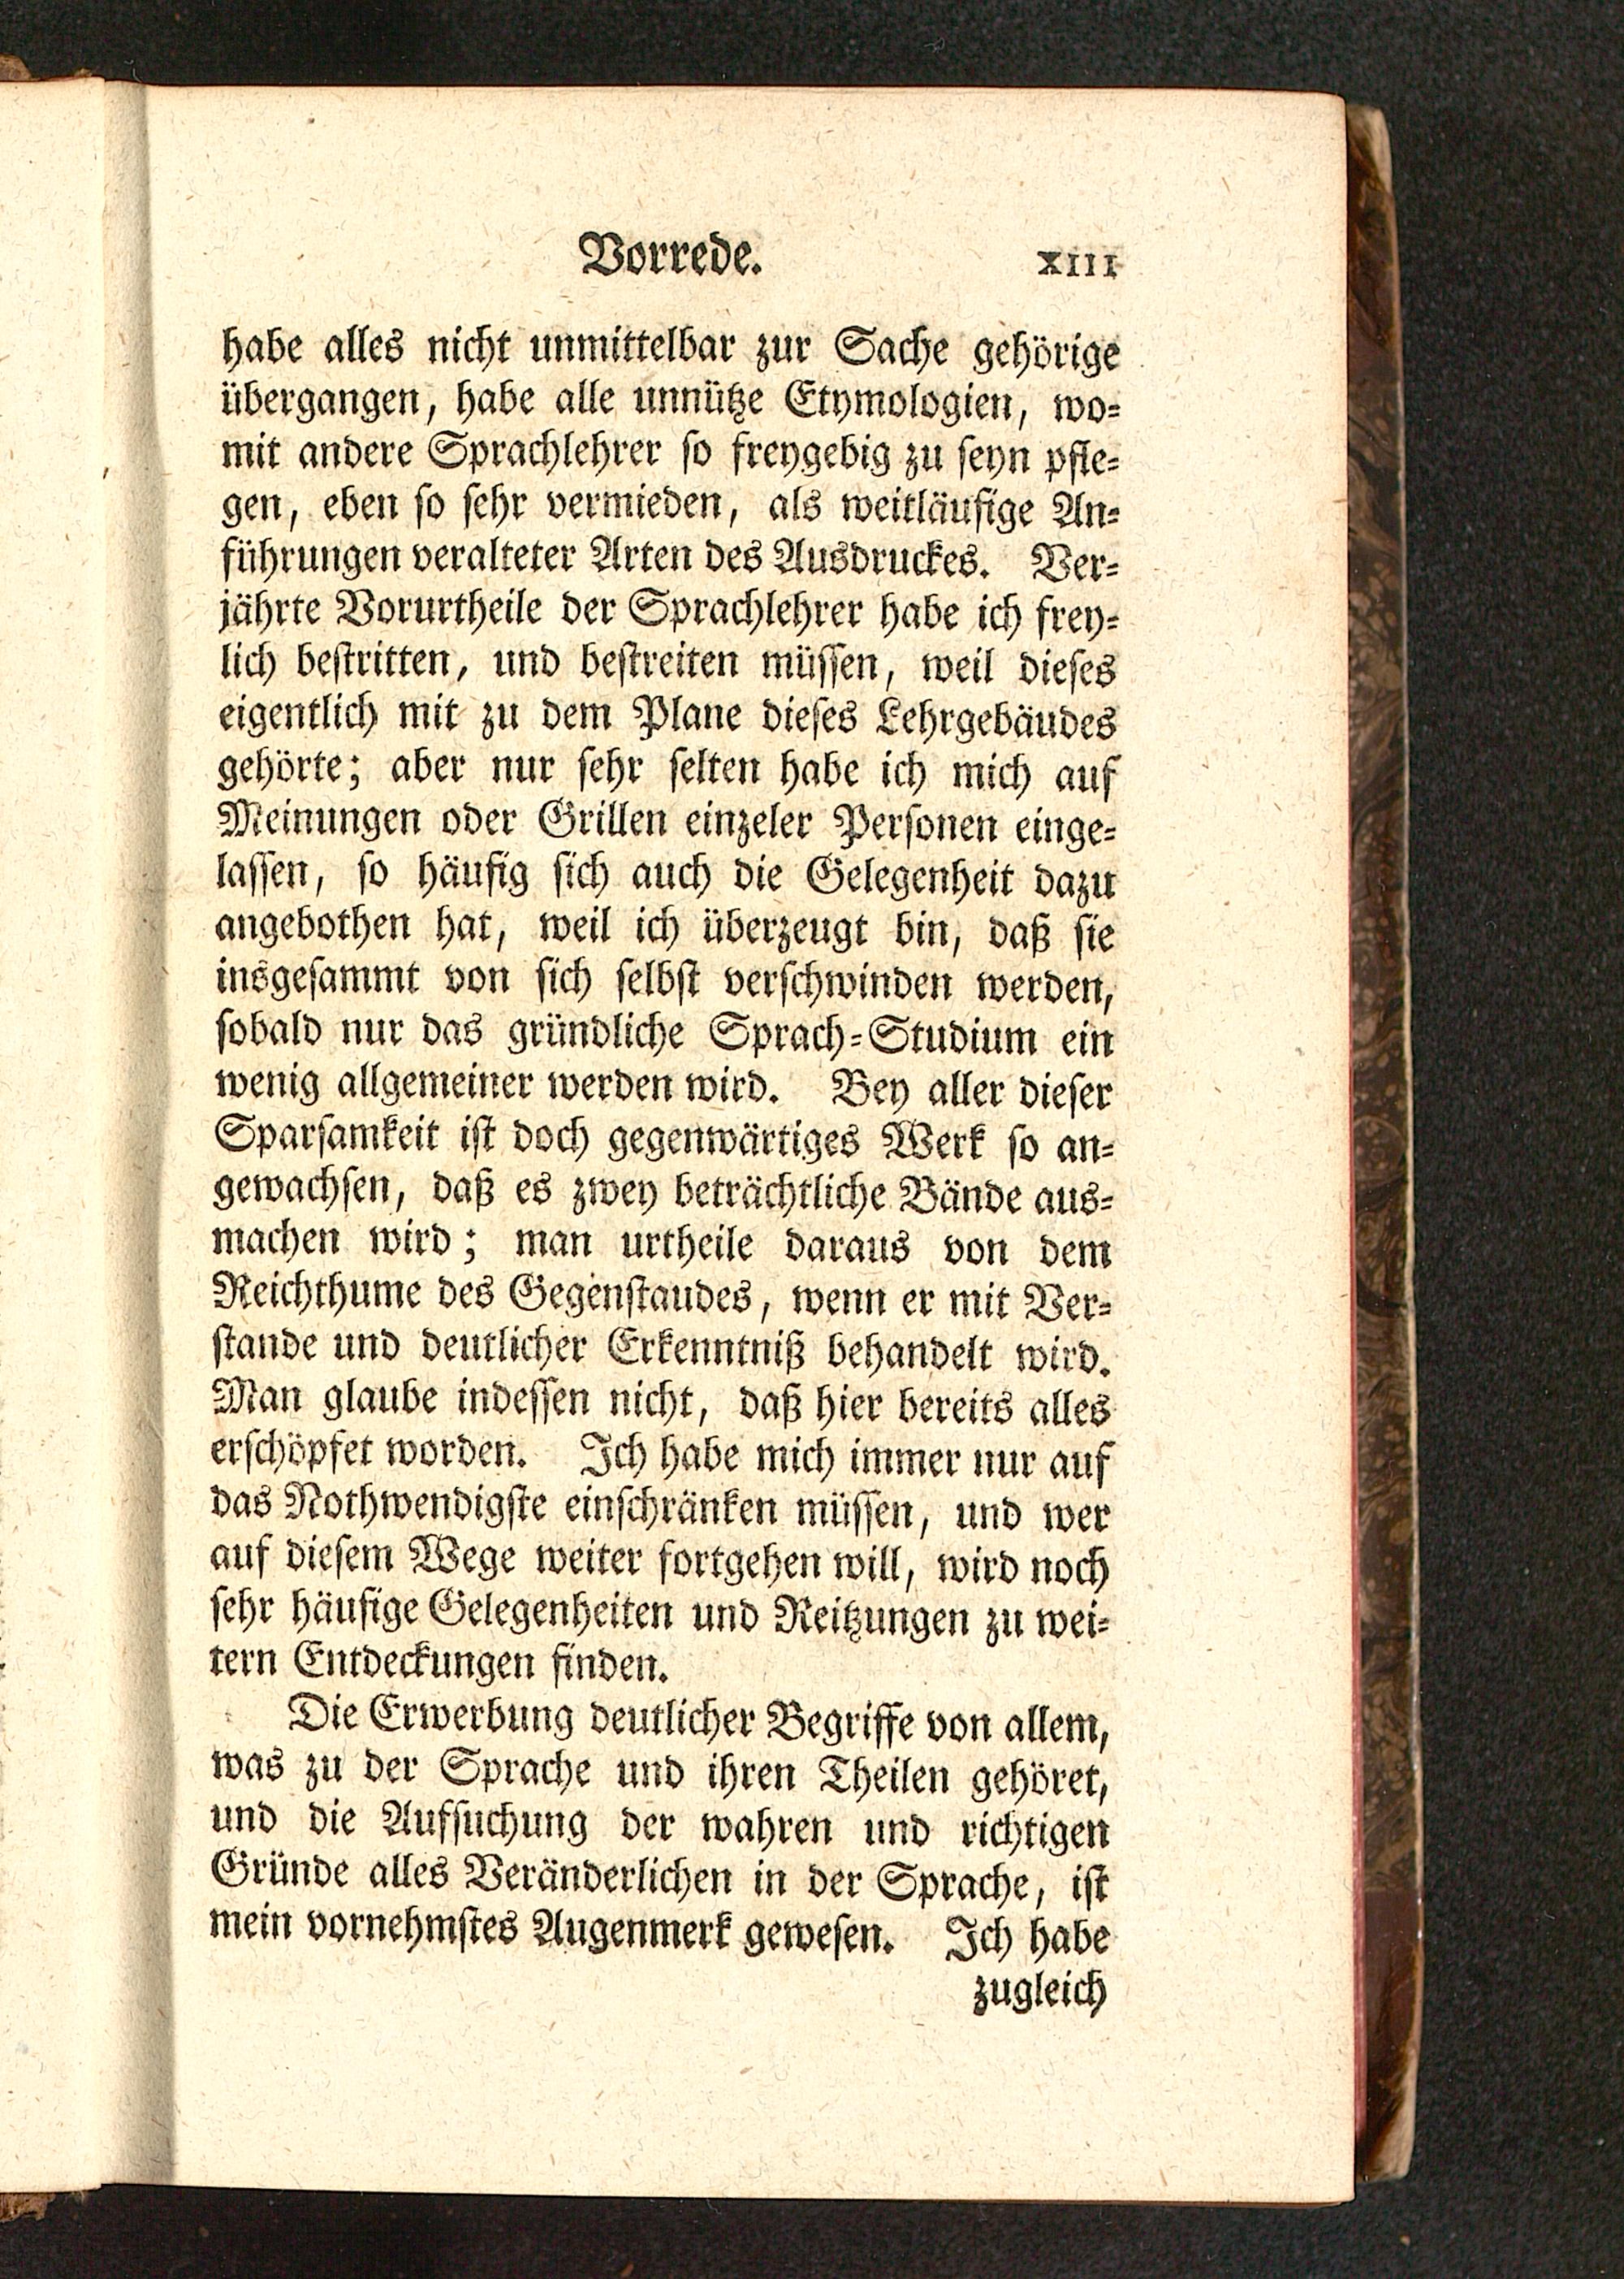 Vorrede. XIII
habe alles nicht unmittelbar zur Sache gehörige
übergangen, habe alle unnütze Etymologien, wo-
mit andere Sprachlehrer so freygebig zu seyn pfle-
gen, eben so sehr vermieden, als weitläufige An-
führungen veralteter Arten des Ausdruckes. Ver-
jährte Vorurtheile der Sprachlehrer habe ich frey-
lich bestritten, und bestreiten müssen, weil dieses
eigentlich mit zu dem Plane dieses Lehrgebäudes
gehörte; aber nur sehr selten habe ich mich auf
Meinungen oder Grillen einzeler Personen einge-
lassen, so häufig sich auch die Gelegenheit dazu
angebothen hat, weil ich überzeugt bin, daß sie
insgesammt von sich selbst verschwinden werden,
sobald nur das gründliche Sprach-Studium ein
wenig allgemeiner werden wird. Bey aller dieser
Sparsamkeit ist doch gegenwärtiges Werk so an-
gewachsen, daß es zwey beträchtliche Bände aus-
machen wird; man urtheile daraus von dem
Reichthume des Gegenstaudes, wenn er mit Ver-
stande und deutlicher Erkenntniß behandelt wird.
Man glaube indessen nicht, daß hier bereits alles
erschöpfet worden. Ich habe mich immer nur auf
das Nothwendigste einschränken müssen, und wer
auf diesem Wege weiter fortgehen will, wird noch
sehr häufige Gelegenheiten und Reitzungen zu wei-
tern Entdeckungen finden.
Die Erwerbung deutlicher Begriffe von allem,
was zu der Sprache und ihren Theilen gehöret,
und die Aufsuchung der wahren und richtigen
Gründe alles Veränderlichen in der Sprache, ist
mein vornehmstes Augenmerk gewesen. Ich habe
zugleich